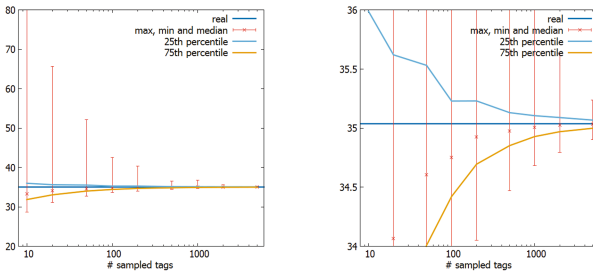 80
70
60
50
40
30
20
10
100
1000
# sampled tags
real
max, min and median
25th percentile
75th percentile
36
35.5
35
34.5
34
10
100
1000
# sampled tags
real
max, min and median
25th percentile
75th percentile